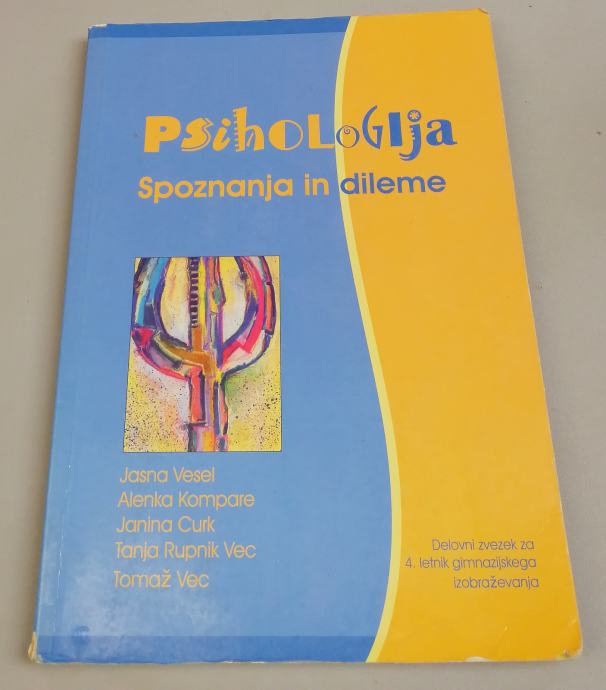 PsihoLoGIja
Spoznanja in dileme
Jasna Vesel
Alenka Kompare
Janina Curk
Tanja Rupnik Vec
Tomaž Vec
Delovni zvezek za
4. letnik gimnazijskega
izobraževanja